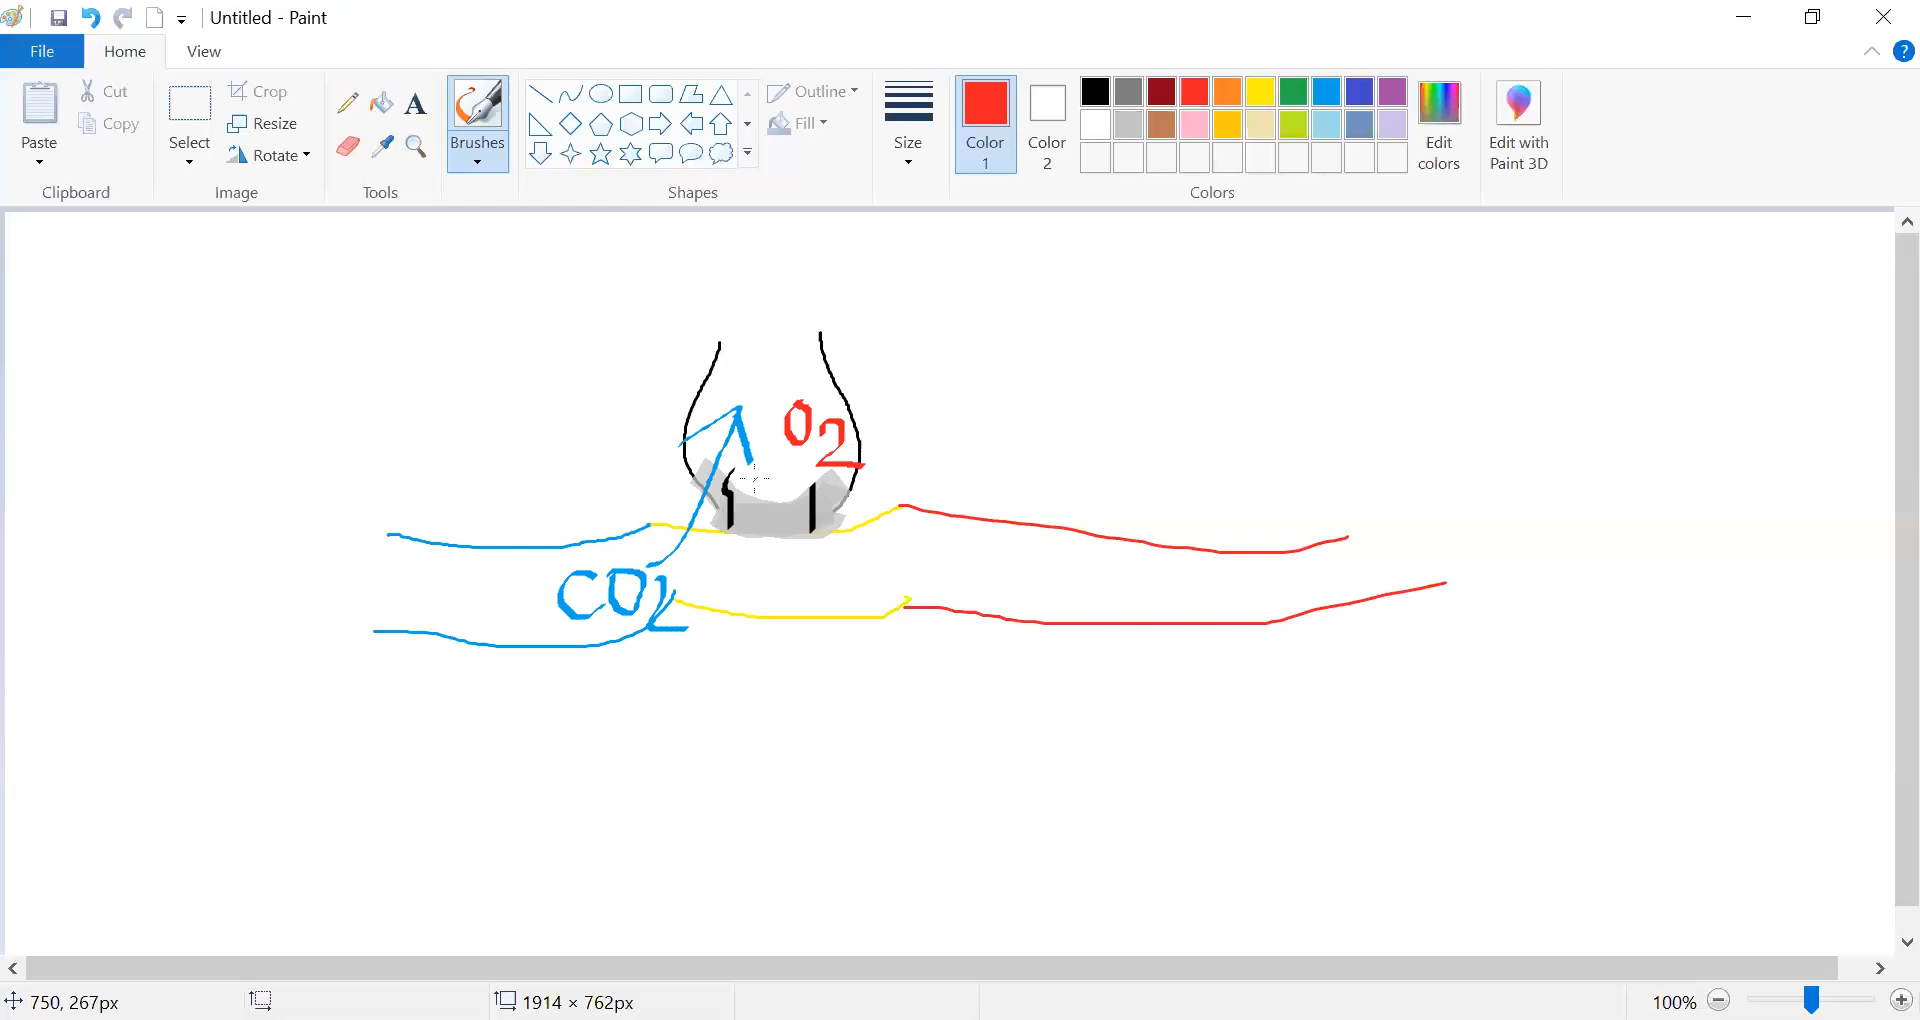 Untitled - Paint
File Home View ?
Paste Cut Copy
Clipboard
Select Crop Resize Rotate
Image
A
Tools
Brushes
Shapes
Outline Fill
Size
Color 1
Color 2
Edit colors
Colors
Edit with Paint 3D
O2
CO2
750, 267px
1914 × 762px
100%